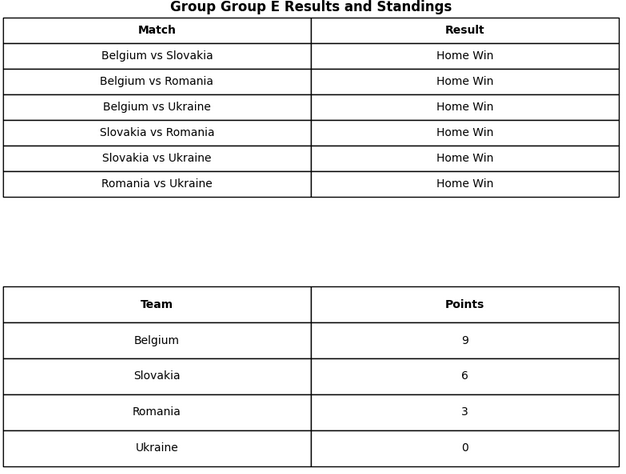 Group Group E Results and Standings
Match Result
Belgium vs Slovakia Home Win
Belgium vs Romania Home Win
Belgium vs Ukraine Home Win
Slovakia vs Romania Home Win
Slovakia vs Ukraine Home Win
Romania vs Ukraine Home Win
Team Points
Belgium 9
Slovakia 6
Romania 3
Ukraine 0